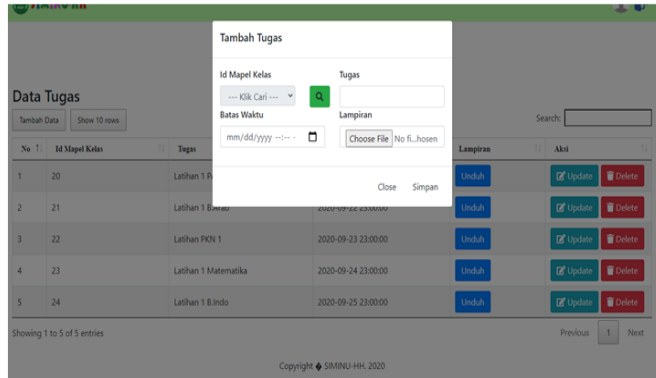 Tambah Tugas
Id Mapel Kelas
Tugas
--- Klik Cari ---
Batas Waktu
Lampiran
mm/dd/yyyy --:--
Choose File No fi...hosen
Close Simpan
Data Tugas
Tambah Data Show 10 rows
Search:
No Id Mapel Kelas Tugas Lampiran Aksi
1 20 Latihan 1 Unduh Update Delete
2 21 Latihan 1 B.Arab 2020-09-22 23:00:00 Unduh Update Delete
3 22 Latihan PKN 1 2020-09-23 23:00:00 Unduh Update Delete
4 23 Latihan 1 Matematika 2020-09-24 23:00:00 Unduh Update Delete
5 24 Latihan 1 B.Indo 2020-09-25 23:00:00 Unduh Update Delete
Showing 1 to 5 of 5 entries
Previous 1 Next
Copyright � SIMINU-HH. 2020